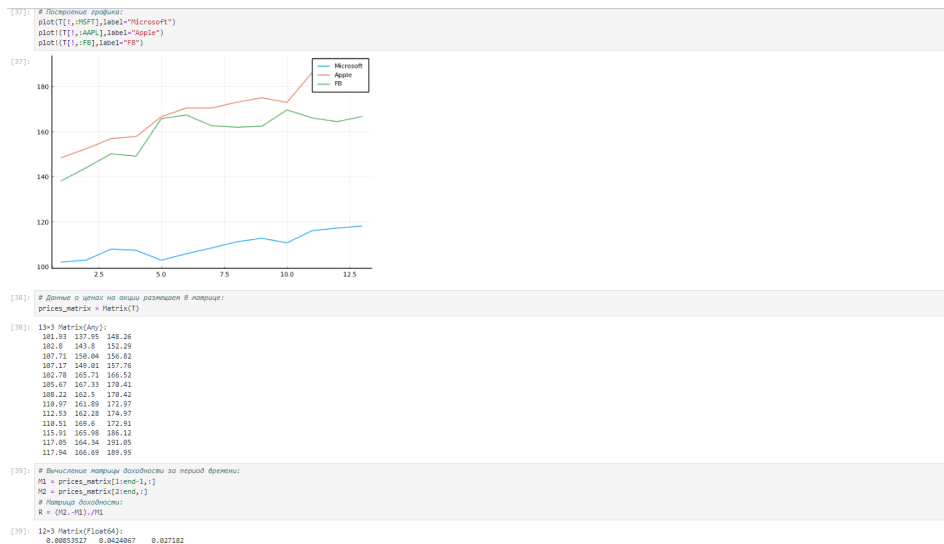 [37]: # Построение графика:
plot(T[!,:MSFT],label="Microsoft")
plot!(T[!,:AAPL],label="Apple")
plot!(T[!,:FB],label="FB")
[37]:
Microsoft
Apple
FB
180
160
140
120
100
2.5 5.0 7.5 10.0 12.5
[38]: # Данные о ценах на акции размещаем в матрице:
prices_matrix = Matrix(T)
[38]: 13×3 Matrix{Any}:
101.93 137.95 148.26
102.8 143.8 152.29
107.71 150.04 156.82
107.17 149.01 157.76
102.78 165.71 166.52
105.67 167.33 170.41
108.22 162.5 170.42
110.97 161.89 172.97
112.53 162.28 174.97
110.51 169.6 172.91
115.91 165.98 186.12
117.05 164.34 191.05
117.94 166.69 189.95
[39]: # Вычисление матрицы доходности за период времени:
M1 = prices_matrix[1:end-1,:]
M2 = prices_matrix[2:end,:]
# Матрица доходности:
R = (M2.-M1)./M1
[39]: 12×3 Matrix{Float64}:
0.00853527 0.0424067 0.027182